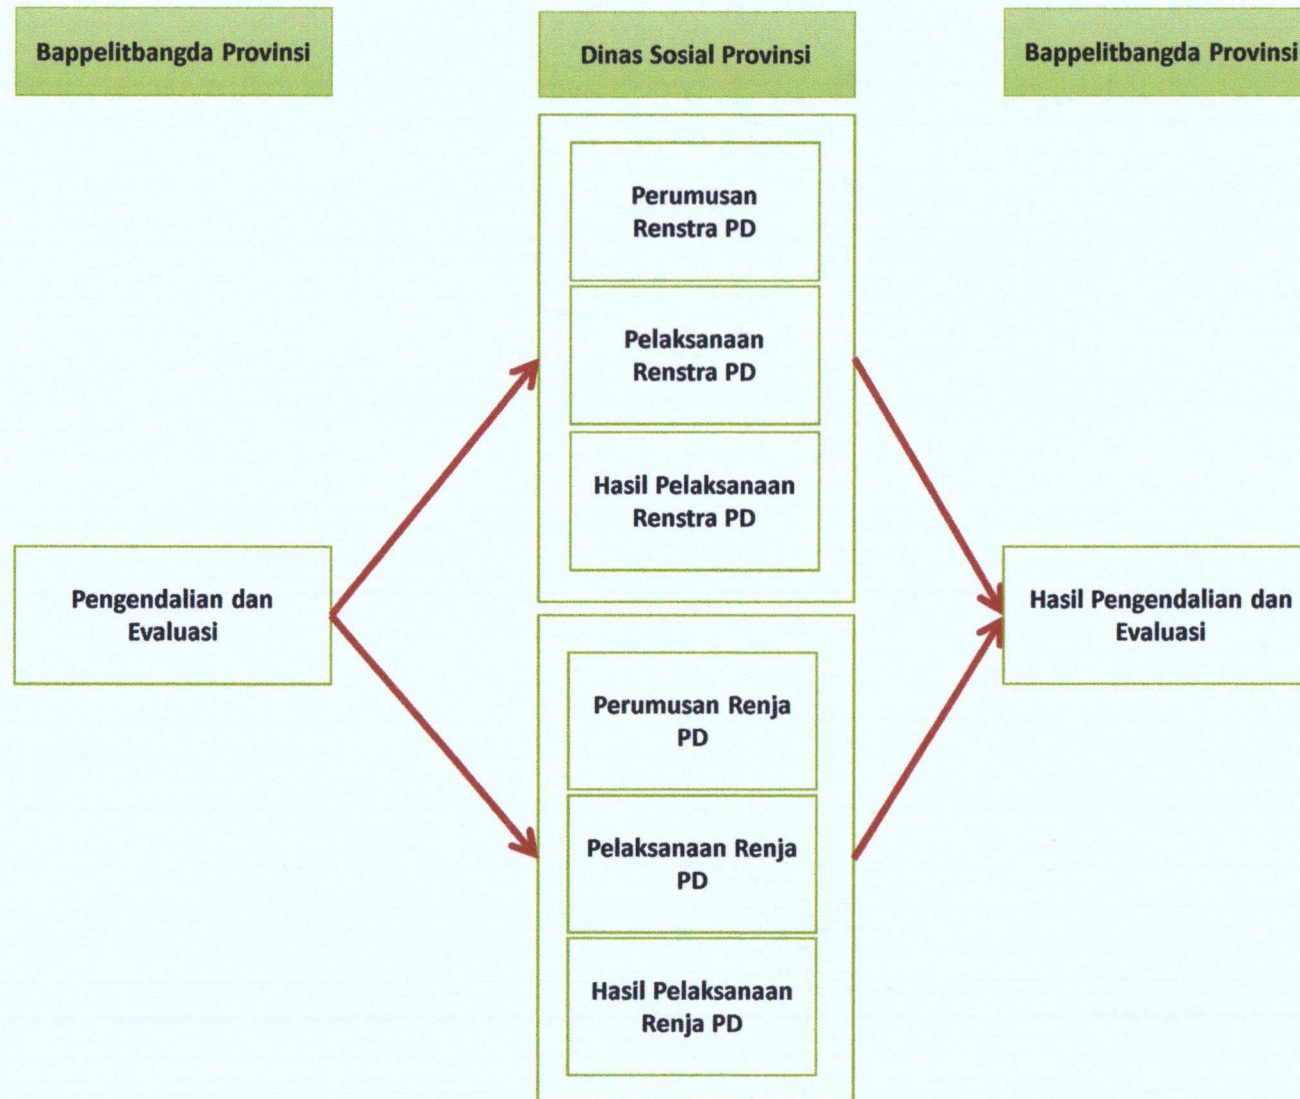 Bappelitbangda Provinsi
Dinas Sosial Provinsi
Bappelitbangda Provinsi
Perumusan
Renstra PD
Pelaksanaan
Renstra PD
Hasil Pelaksanaan
Renstra PD
Pengendalian dan
Evaluasi
Hasil Pengendalian dan
Evaluasi
Perumusan Renja
PD
Pelaksanaan Renja
PD
Hasil Pelaksanaan
Renja PD